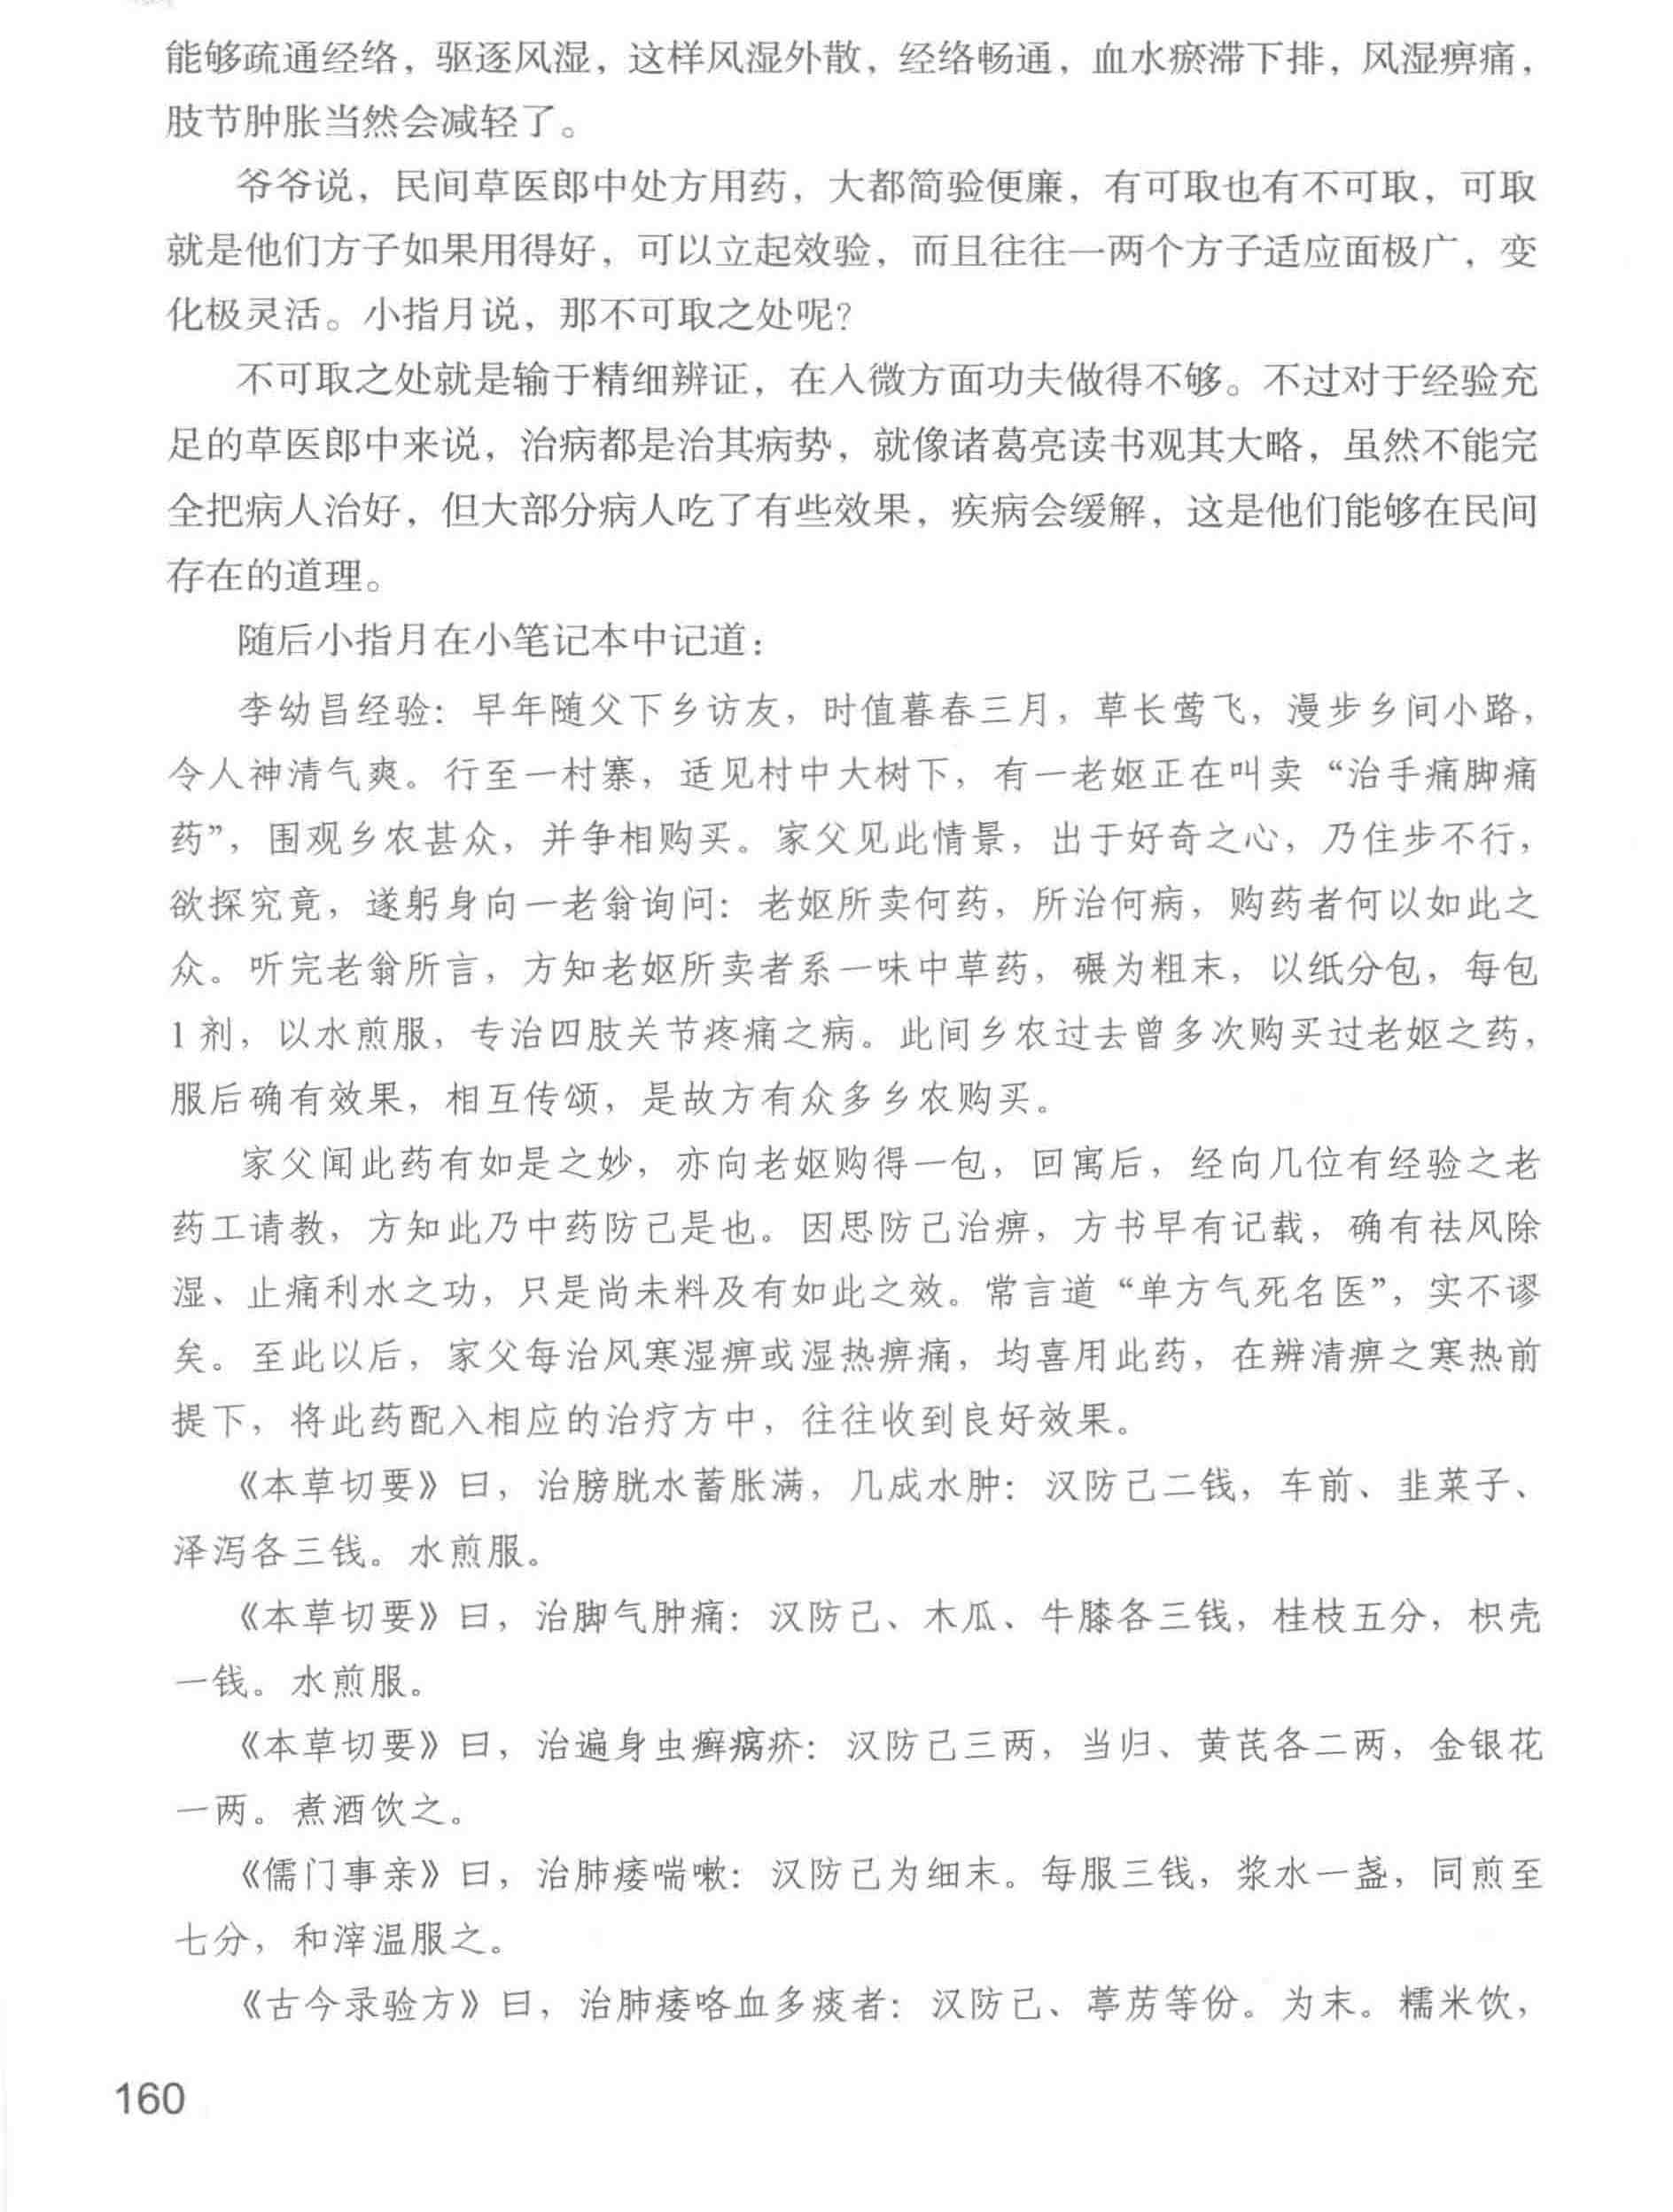 能够疏通经络，驱逐风湿，这样风湿外散，经络畅通，血水瘀滞下排，风湿痹痛，
肢节肿胀当然会减轻了。
爷爷说，民间草医郎中处方用药，大都简验便廉，有可取也有不可取，可取
就是他们方子如果用得好，可以立起效验，而且往往一两个方子适应面极广，变
化极灵活。小指月说，那不可取之处呢？
不可取之处就是输于精细辨证，在入微方面功夫做得不够。不过对于经验充
足的草医郎中来说，治病都是治其病势，就像诸葛亮读书观其大略，虽然不能完
全把病人治好，但大部分病人吃了有些效果，疾病会缓解，这是他们能够在民间
存在的道理。
随后小指月在小笔记本中记道：
李幼昌经验：早年随父下乡访友，时值暮春三月，草长莺飞，漫步乡间小路，
令人神清气爽。行至一村寨，适见村中大树下，有一老妪正在叫卖“治手痛脚痛
药”，围观乡农甚众，并争相购买。家父见此情景，出于好奇之心，乃住步不行，
欲探究竟，遂躬身向一老翁询问：老妪所卖何药，所治何病，购药者何以如此之
众。听完老翁所言，方知老妪所卖者系一味中草药，碾为粗末，以纸分包，每包
1 剂，以水煎服，专治四肢关节疼痛之病。此间乡农过去曾多次购买过老妪之药，
服后确有效果，相互传颂，是故方有众多乡农购买。
家父闻此药有如是之妙，亦向老妪购得一包，回寓后，经向几位有经验之老
药工请教，方知此乃中药防己是也。因思防己治痹，方书早有记载，确有祛风除
湿、止痛利水之功，只是尚未料及有如此之效。常言道“单方气死名医”，实不谬
矣。至此以后，家父每治风寒湿痹或湿热痹痛，均喜用此药，在辨清痹之寒热前
提下，将此药配入相应的治疗方中，往往收到良好效果。
《本草切要》曰，治膀胱水蓄胀满，几成水肿：汉防己二钱，车前、韭菜子、
泽泻各三钱。水煎服。
《本草切要》曰，治脚气肿痛：汉防己、木瓜、牛膝各三钱，桂枝五分，枳壳
一钱。水煎服。
《本草切要》曰，治遍身虫癣㾴疥：汉防己三两，当归、黄芪各二两，金银花
一两。煮酒饮之。
《儒门事亲》曰，治肺痿喘嗽：汉防己为细末。每服三钱，浆水一盏，同煎至
七分，和滓温服之。
《古今录验方》曰，治肺痿咯血多痰者：汉防己、葶苈等份。为末。糯米饮，
160